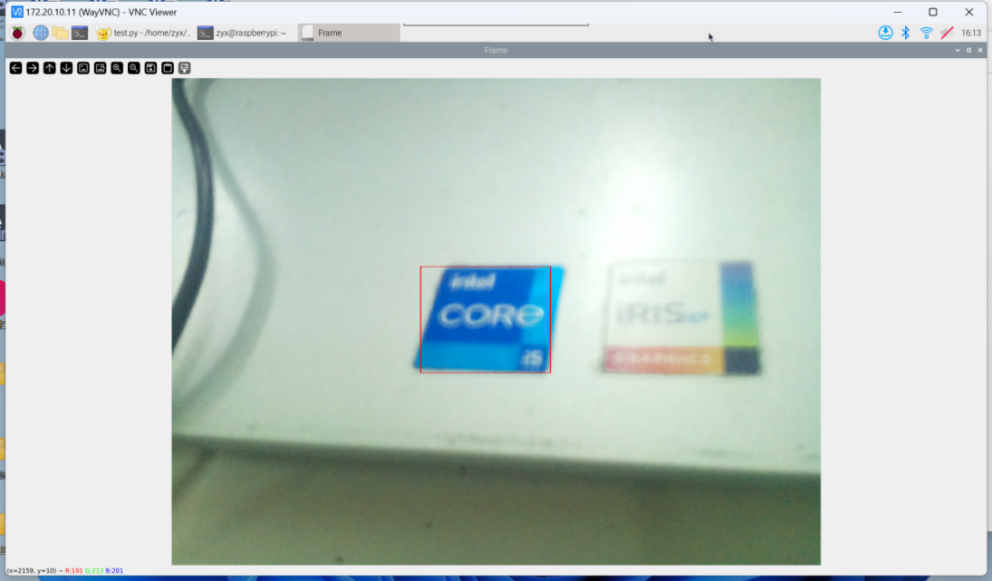 172.20.10.11 (WayVNC) - VNC Viewer
test.py - /home/zyx/..
zyx@raspberrypi: ~
Frame
16:13
Frame
intel
CORe
i5
intel
iRIS
GRAPHICS
(x=2159, y=10) ~ R:191 G:213 B:201